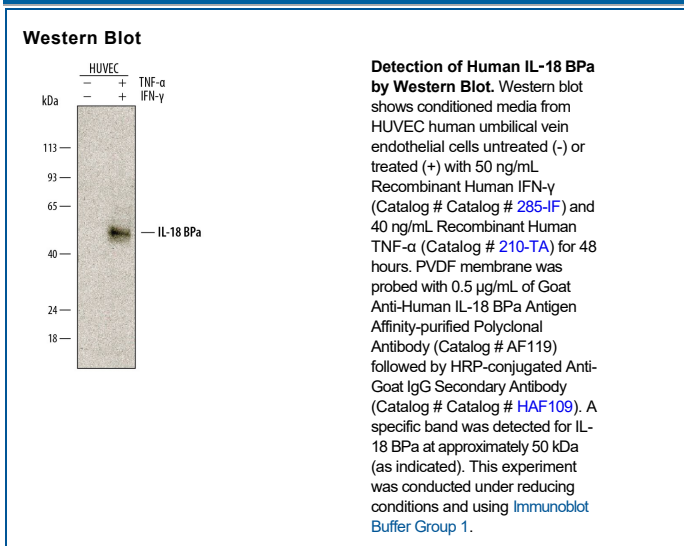 Western Blot
HUVEC
– + TNF-α
– + IFN-γ
kDa
113
93
65
IL-18 BPa
40
24
18
Detection of Human IL-18 BPa
by Western Blot. Western blot
shows conditioned media from
HUVEC human umbilical vein
endothelial cells untreated (-) or
treated (+) with 50 ng/mL
Recombinant Human IFN-γ
(Catalog # Catalog # 285-IF) and
40 ng/mL Recombinant Human
TNF-α (Catalog # 210-TA) for 48
hours. PVDF membrane was
probed with 0.5 µg/mL of Goat
Anti-Human IL-18 BPa Antigen
Affinity-purified Polyclonal
Antibody (Catalog # AF119)
followed by HRP-conjugated Anti-
Goat IgG Secondary Antibody
(Catalog # Catalog # HAF109). A
specific band was detected for IL-
18 BPa at approximately 50 kDa
(as indicated). This experiment
was conducted under reducing
conditions and using Immunoblot
Buffer Group 1.